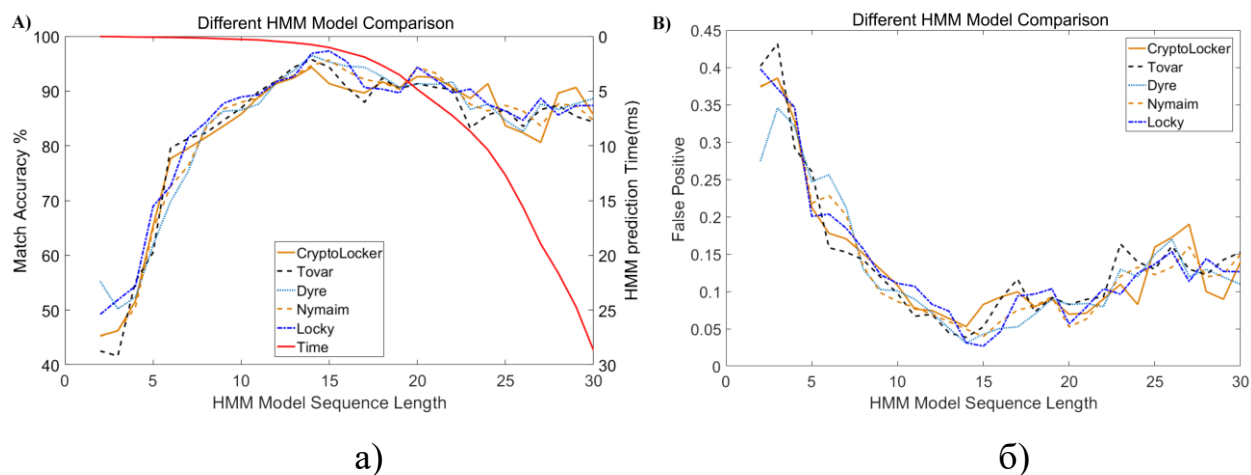 A)
Different HMM Model Comparison
100
90
80
70
60
50
40
Match Accuracy %
0
5
10
15
20
25
30
HMM prediction Time(ms)
CryptoLocker
Tovar
Dyre
Nymaim
Locky
Time
0 5 10 15 20 25 30
HMM Model Sequence Length
а)
B)
Different HMM Model Comparison
0.45
0.4
0.35
0.3
0.25
0.2
0.15
0.1
0.05
0
False Positive
CryptoLocker
Tovar
Dyre
Nymaim
Locky
0 5 10 15 20 25 30
HMM Model Sequence Length
б)